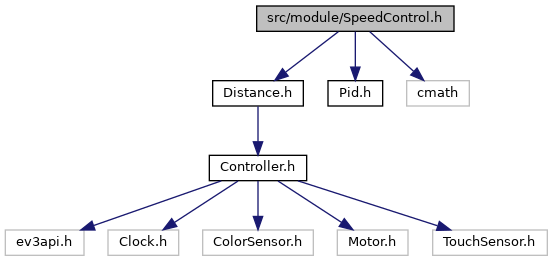 src/module/SpeedControl.h
Distance.h
Pid.h
cmath
Controller.h
ev3api.h
Clock.h
ColorSensor.h
Motor.h
TouchSensor.h